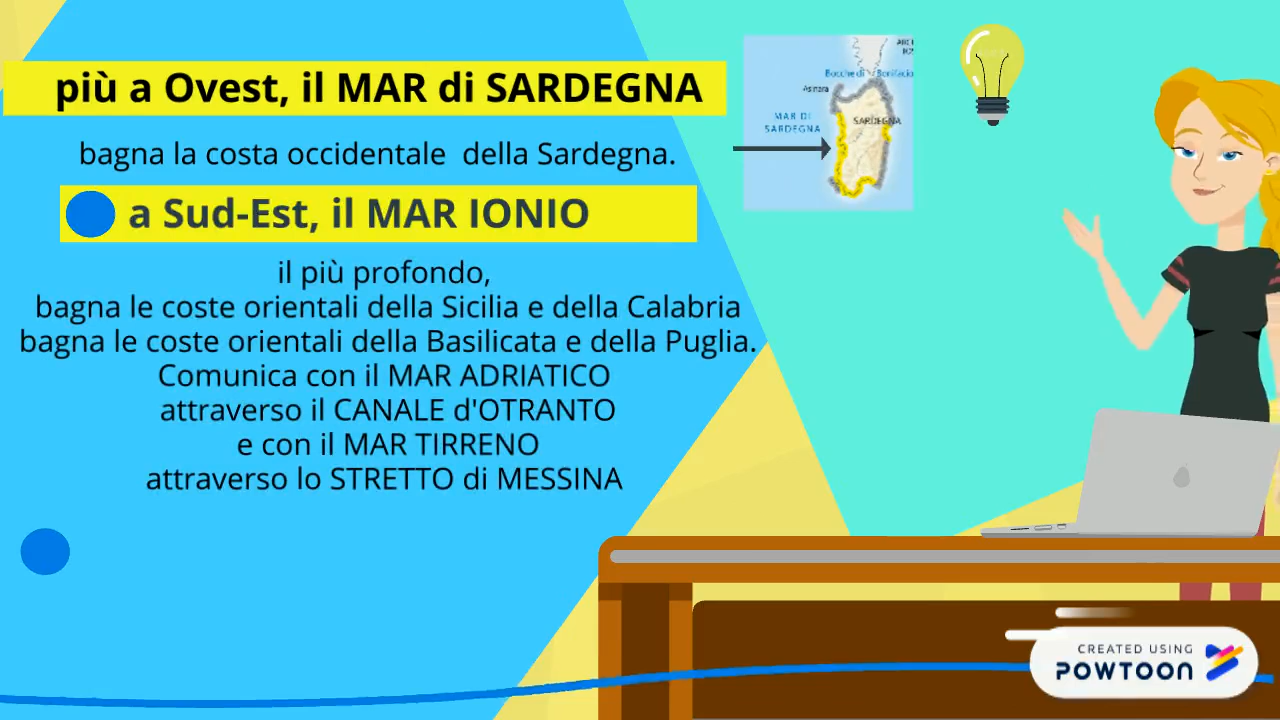 più a Ovest, il MAR di SARDEGNA
bagna la costa occidentale della Sardegna.
a Sud-Est, il MAR IONIO
il più profondo,
bagna le coste orientali della Sicilia e della Calabria
bagna le coste orientali della Basilicata e della Puglia.
Comunica con il MAR ADRIATICO
attraverso il CANALE d'OTRANTO
e con il MAR TIRRENO
attraverso lo STRETTO di MESSINA
Bocche di Bonifacio
Asinara
MAR DI
SARDEGNA
SARDEGNA
CREATED USING
POWTOON